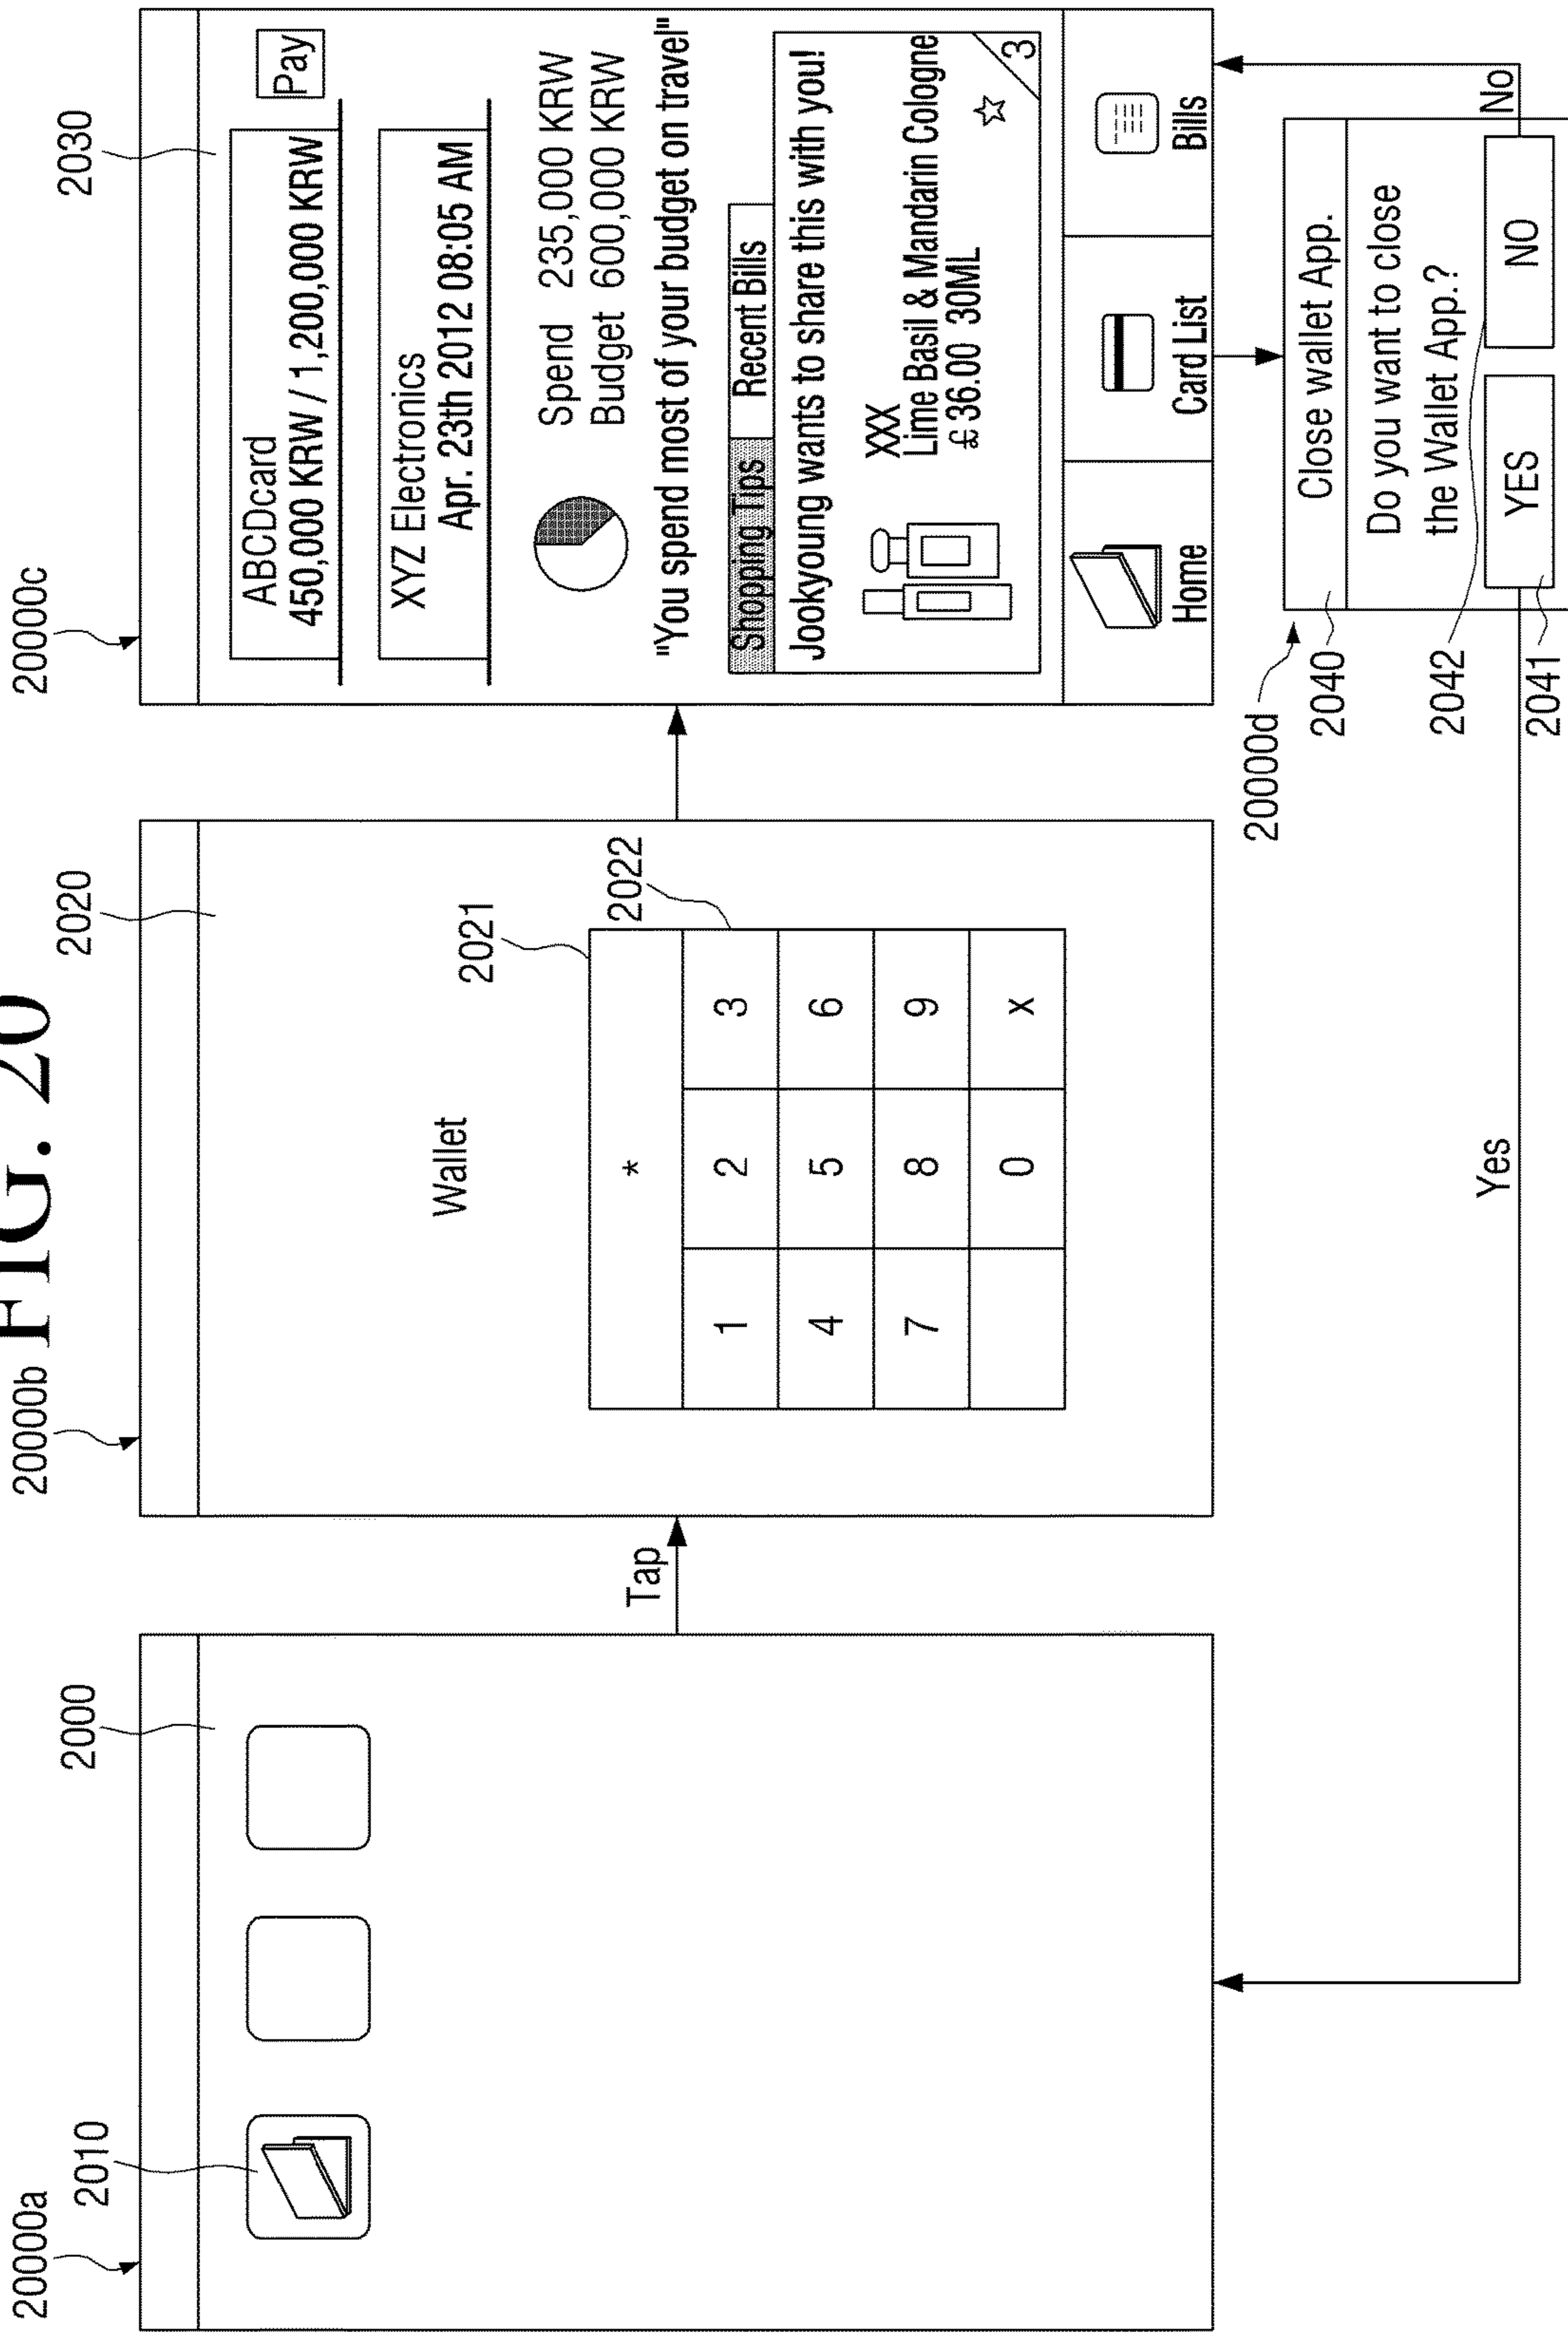 FIG. 20
20000a
2000
2010
Tap
20000b
2020
Wallet
2021
*
2022
1 2 3
4 5 6
7 8 9
0 x
20000c
2030
ABCDcard
450,000 KRW / 1,200,000 KRW
Pay
XYZ Electronics
Apr. 23th 2012 08:05 AM
Spend 235,000 KRW
Budget 600,000 KRW
"You spend most of your budget on travel"
Shopping Tips Recent Bills
Jookyoung wants to share this with you!
XXX
Lime Basil & Mandarin Cologne
£36.00 30ML
3
Home Card List Bills
20000d
2040
Close wallet App.
Do you want to close
the Wallet App.?
2042
YES NO
2041
Yes
No